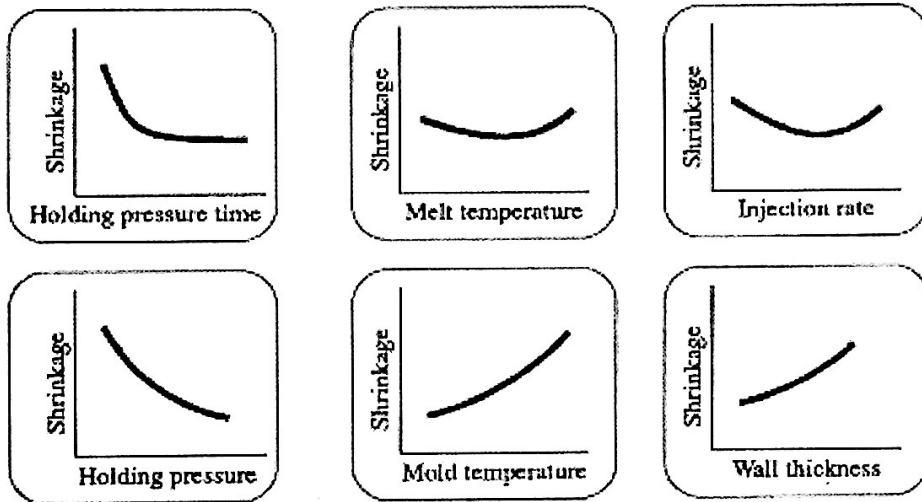 Shrinkage
Holding pressure time
Shrinkage
Melt temperature
Shrinkage
Injection rate
Shrinkage
Holding pressure
Shrinkage
Mold temperature
Shrinkage
Wall thickness